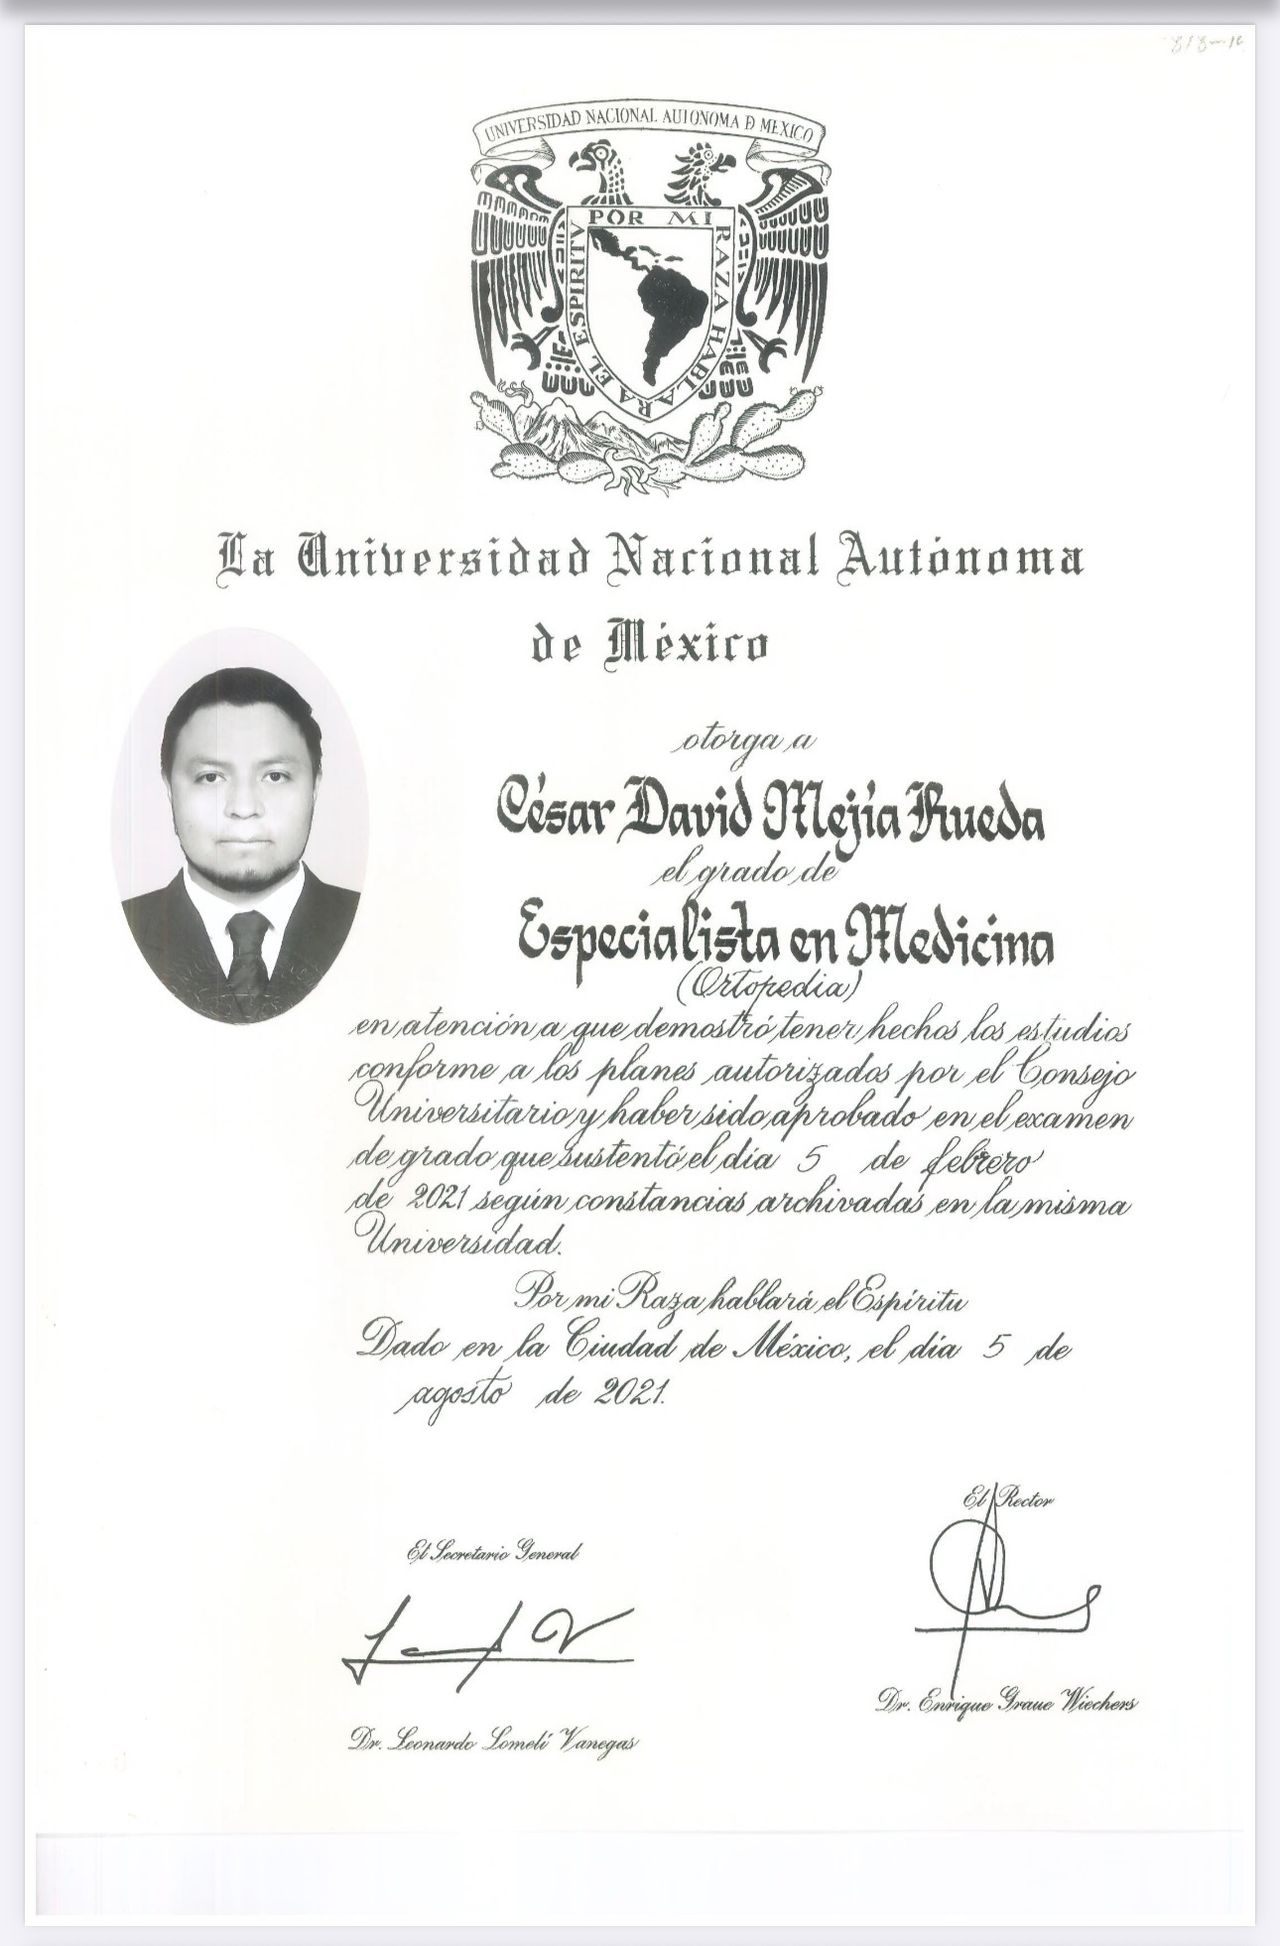 UNIVERSIDAD NACIONAL AUTONOMA D MEXICO
POR MI RAZA HABLARA EL ESPIRITV
La Universidad Nacional Autónoma
de México
otorga a
César David Mejía Rueda
el grado de
Especialista en Medicina
(Ortopedia)
en atención a que demostró tener hechos los estudios
conforme a los planes autorizados por el Consejo
Universitario y haber sido aprobado en el examen
de grado que sustentó el día 5 de febrero
de 2021 según constancias archivadas en la misma
Universidad.
Por mi Raza hablará el Espíritu
Dado en la Ciudad de México, el día 5 de
agosto de 2021.
El Rector
El Secretario General
Dr. Enrique Graue Wiechers
Dr. Leonardo Lomelí Vanegas